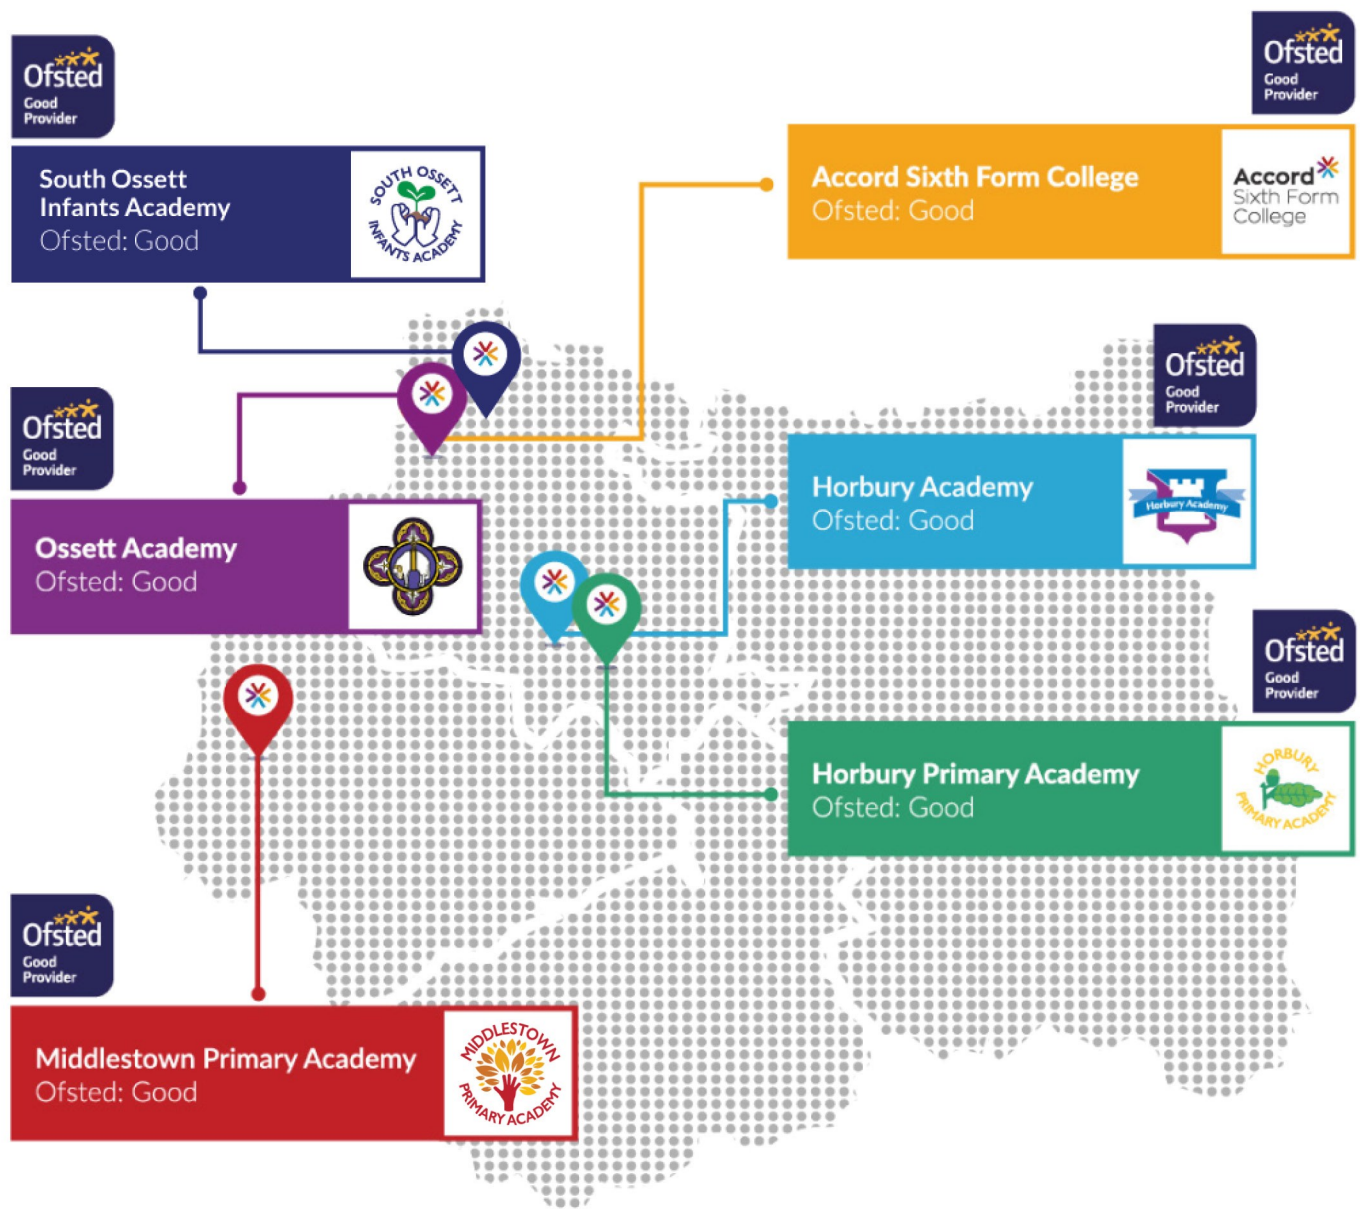 Ofsted
Good
Provider
South Ossett
Infants Academy
Ofsted: Good
SOUTH OSSETT
INFANTS ACADEMY
Ofsted
Good
Provider
Accord Sixth Form College
Ofsted: Good
Accord
Sixth Form
College
Ofsted
Good
Provider
Ossett Academy
Ofsted: Good
Ofsted
Good
Provider
Horbury Academy
Ofsted: Good
Horbury Academy
Ofsted
Good
Provider
Horbury Primary Academy
Ofsted: Good
HORBURY
PRIMARY ACADEMY
Ofsted
Good
Provider
Middlestown Primary Academy
Ofsted: Good
MIDDLESTOWN
PRIMARY ACADEMY